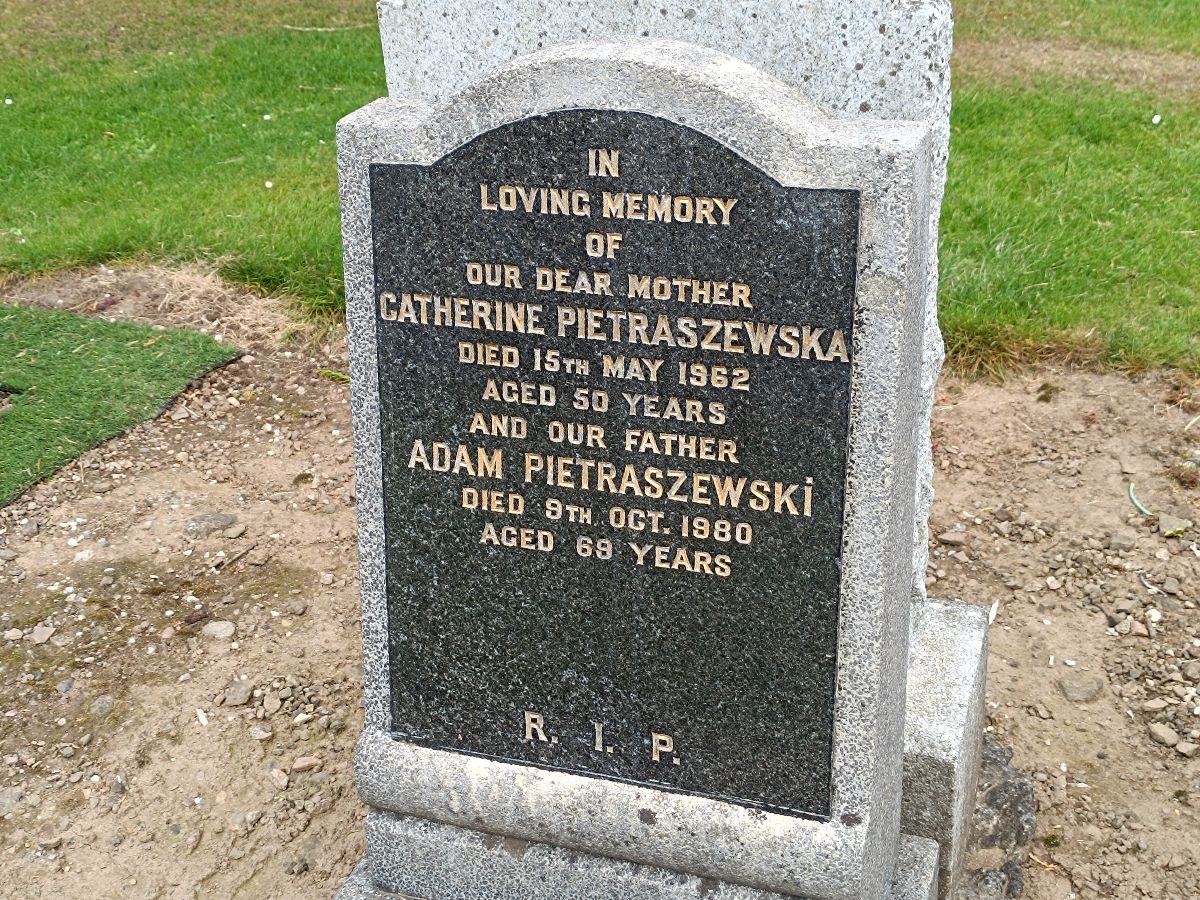 IN
LOVING MEMORY
OF
OUR DEAR MOTHER
CATHERINE PIETRASZEWSKA
DIED 15TH MAY 1962
AGED 50 YEARS
AND OUR FATHER
ADAM PIETRASZEWSKi
DIED 9TH OCT. 1980
AGED 69 YEARS
R. I. P.